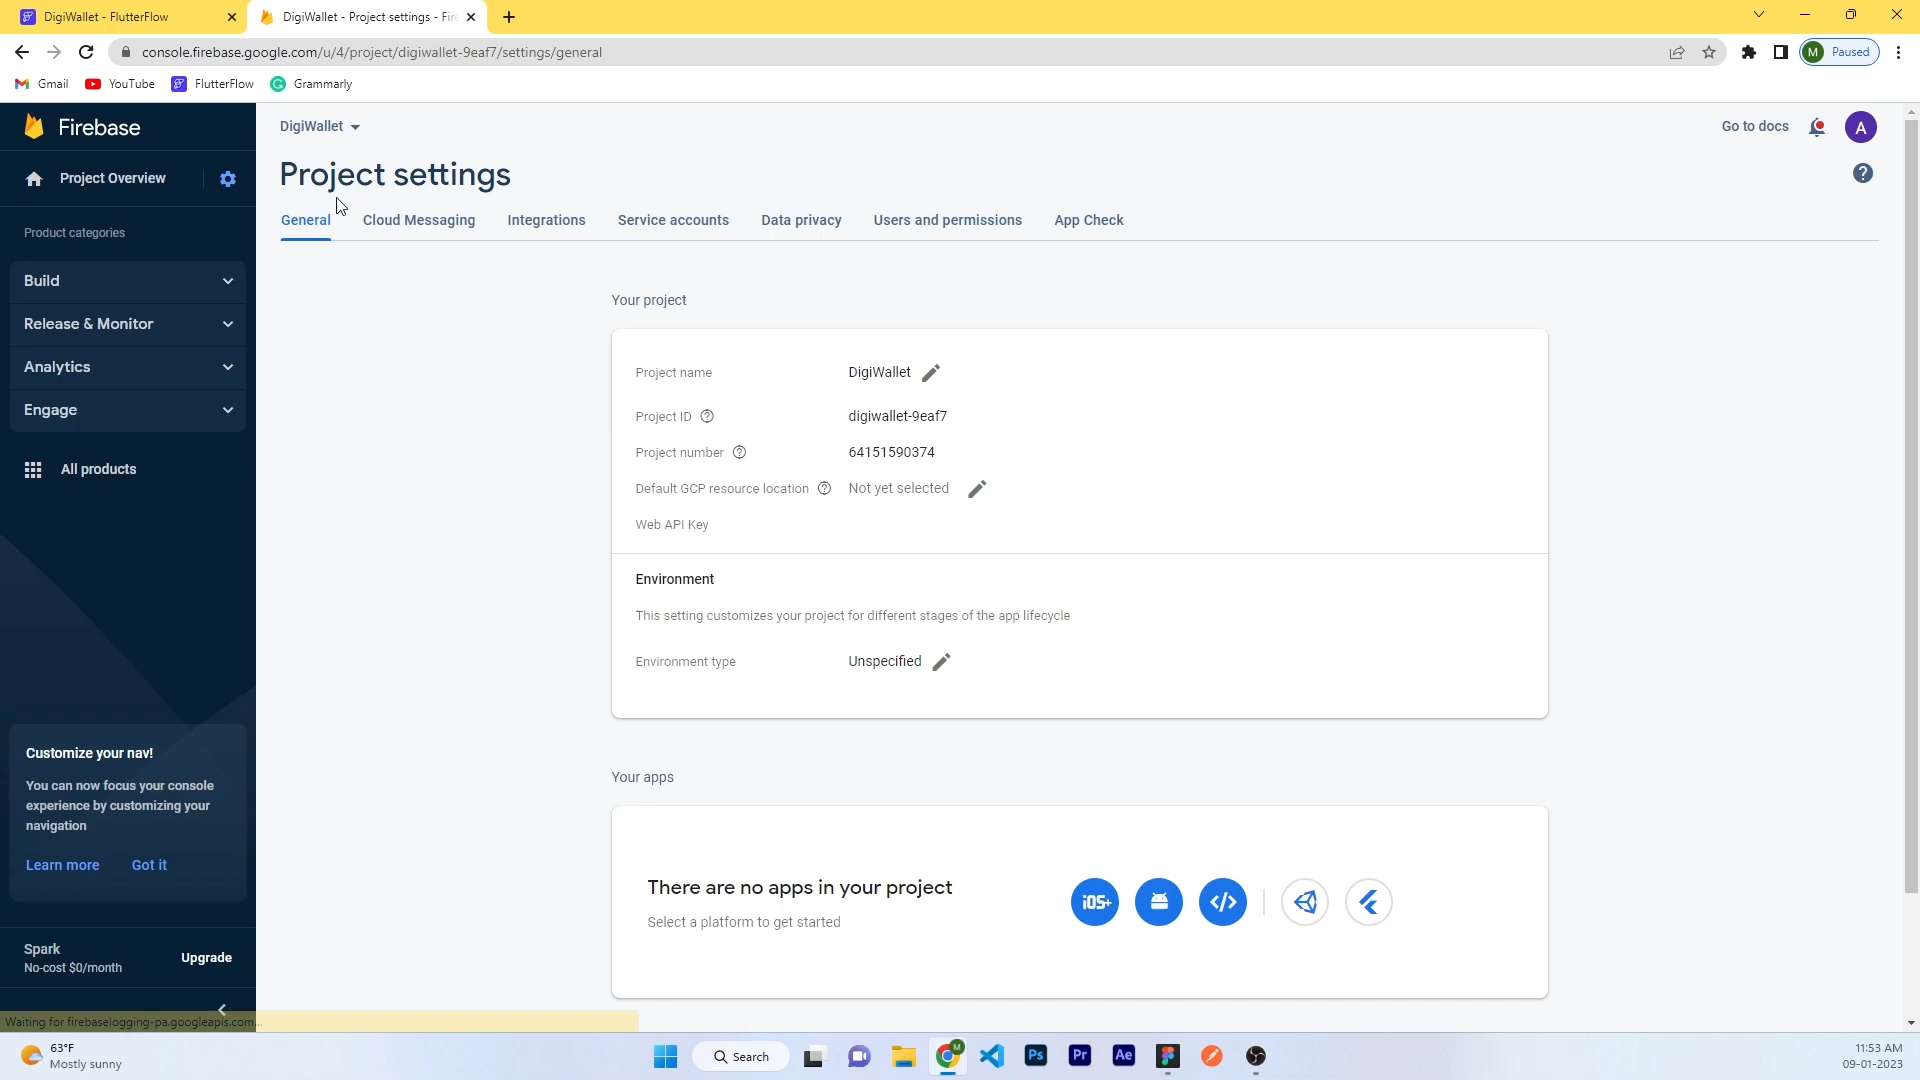 DigiWallet - FlutterFlow
DigiWallet - Project settings - Fire
console.firebase.google.com/u/4/project/digiwallet-9eaf7/settings/general
M Paused
Gmail YouTube FlutterFlow Grammarly
Firebase
DigiWallet
Go to docs
A
Project Overview
Project settings
General Cloud Messaging Integrations Service accounts Data privacy Users and permissions App Check
Product categories
Build
Release & Monitor
Analytics
Engage
All products
Your project
Project name DigiWallet
Project ID digiwallet-9eaf7
Project number 64151590374
Default GCP resource location Not yet selected
Web API Key
Environment
This setting customizes your project for different stages of the app lifecycle
Environment type Unspecified
Customize your nav!
You can now focus your console
experience by customizing your
navigation
Learn more Got it
Your apps
There are no apps in your project
Select a platform to get started
iOS+
Spark
No-cost $0/month
Upgrade
Waiting for firebaselogging-pa.googleapis.com...
63°F
Mostly sunny
Search
M
Ps
Pr
Ae
11:53 AM
09-01-2023